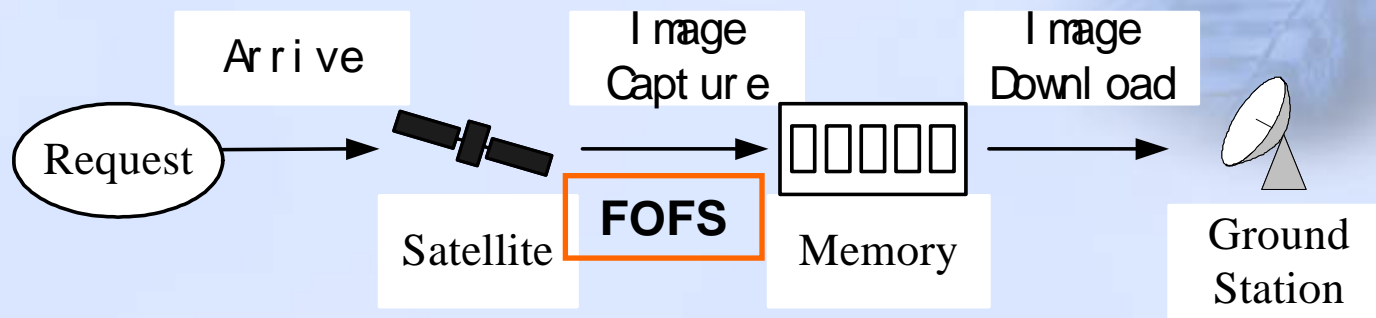 Arrive
Image
Capture
Image
Download
Request
FOFS
Satellite
Memory
Ground
Station